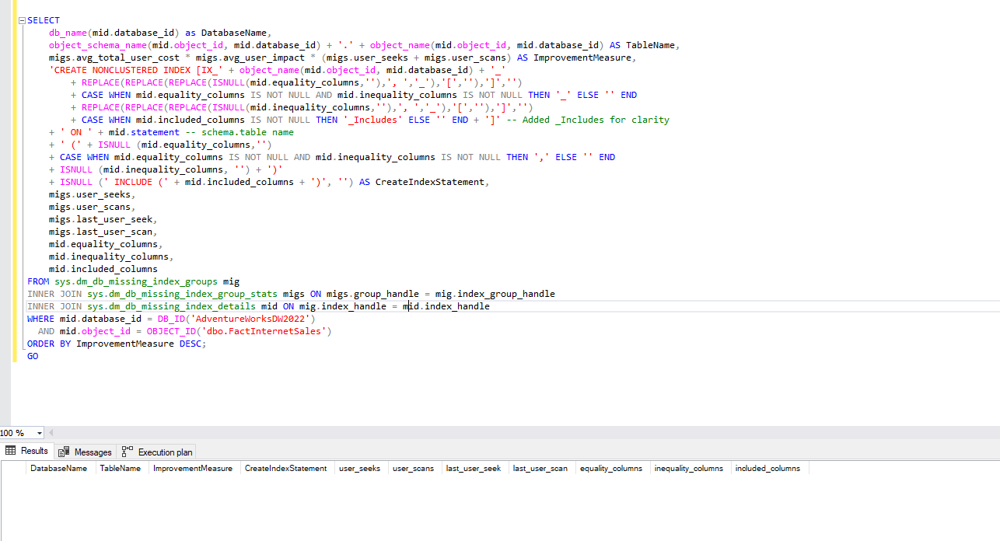 SELECT
db_name(mid.database_id) as DatabaseName,
object_schema_name(mid.object_id, mid.database_id) + '.' + object_name(mid.object_id, mid.database_id) AS TableName,
migs.avg_total_user_cost * migs.avg_user_impact * (migs.user_seeks + migs.user_scans) AS ImprovementMeasure,
'CREATE NONCLUSTERED INDEX [IX_' + object_name(mid.object_id, mid.database_id) + '_'
+ REPLACE(REPLACE(REPLACE(ISNULL(mid.equality_columns,''),', ','_'),'[',''),']','')
+ CASE WHEN mid.equality_columns IS NOT NULL AND mid.inequality_columns IS NOT NULL THEN '_' ELSE '' END
+ REPLACE(REPLACE(REPLACE(ISNULL(mid.inequality_columns,''),', ','_'),'[',''),']','')
+ CASE WHEN mid.included_columns IS NOT NULL THEN '_Includes' ELSE '' END + ']' -- Added _Includes for clarity
+ ' ON ' + mid.statement -- schema.table name
+ ' (' + ISNULL (mid.equality_columns,'')
+ CASE WHEN mid.equality_columns IS NOT NULL AND mid.inequality_columns IS NOT NULL THEN ',' ELSE '' END
+ ISNULL (mid.inequality_columns, '') + ')'
+ ISNULL (' INCLUDE (' + mid.included_columns + ')', '') AS CreateIndexStatement,
migs.user_seeks,
migs.user_scans,
migs.last_user_seek,
migs.last_user_scan,
mid.equality_columns,
mid.inequality_columns,
mid.included_columns
FROM sys.dm_db_missing_index_groups mig
INNER JOIN sys.dm_db_missing_index_group_stats migs ON migs.group_handle = mig.index_group_handle
INNER JOIN sys.dm_db_missing_index_details mid ON mig.index_handle = mid.index_handle
WHERE mid.database_id = DB_ID('AdventureWorksDW2022')
AND mid.object_id = OBJECT_ID('dbo.FactInternetSales')
ORDER BY ImprovementMeasure DESC;
GO
100 %
Results Messages Execution plan
DatabaseName TableName ImprovementMeasure CreateIndexStatement user_seeks user_scans last_user_seek last_user_scan equality_columns inequality_columns included_columns